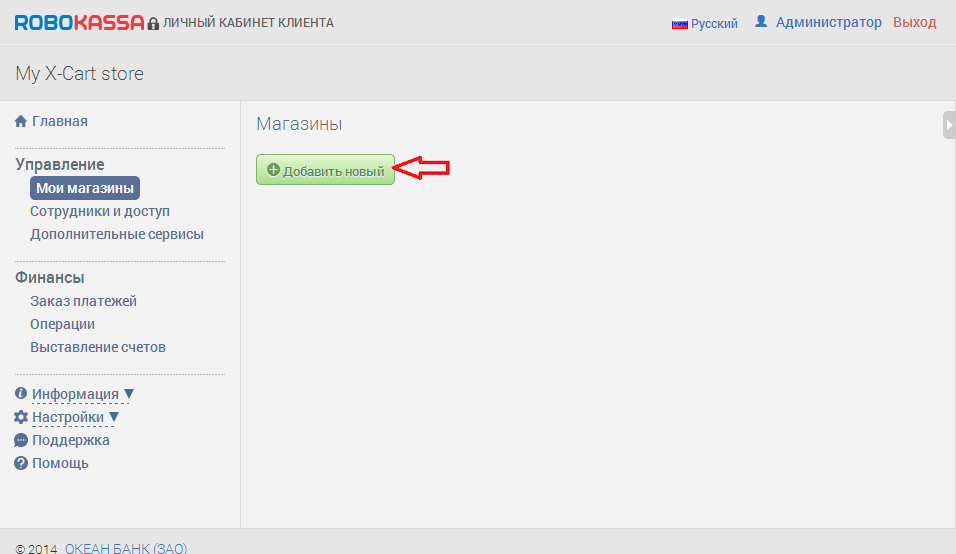 ROBOKASSA ЛИЧНЫЙ КАБИНЕТ КЛИЕНТА Русский Администратор Выход
My X-Cart store
Главная
Управление
Мои магазины
Сотрудники и доступ
Дополнительные сервисы
Финансы
Заказ платежей
Операции
Выставление счетов
Информация ▼
Настройки ▼
Поддержка
Помощь
Магазины
Добавить новый
© 2014 ОКЕАН БАНК (ЗАО)